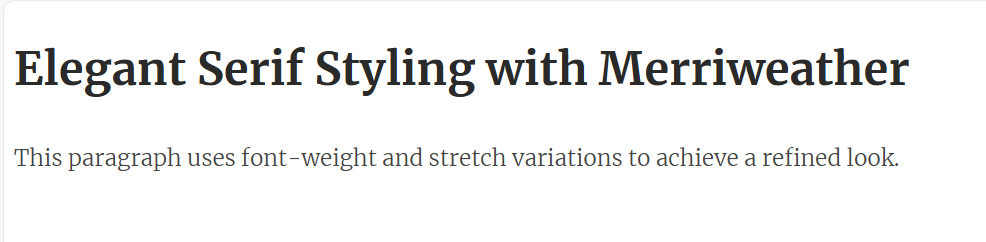 Elegant Serif Styling with Merriweather
This paragraph uses font-weight and stretch variations to achieve a refined look.